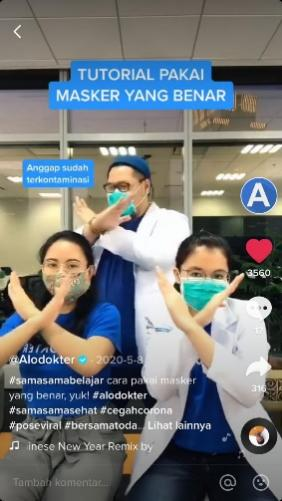 TUTORIAL PAKAI
MASKER YANG BENAR
Anggap sudah
terkontaminasi
A
3560
17
316
@Alodokter · 2020-5-8
#samasamabelajar cara pakai masker
yang benar, yuk! #alodokter
#samasamasehat #cegahcorona
#poseviral #bersamatoda... Lihat lainnya
inese New Year Remix by
Tambah komentar...